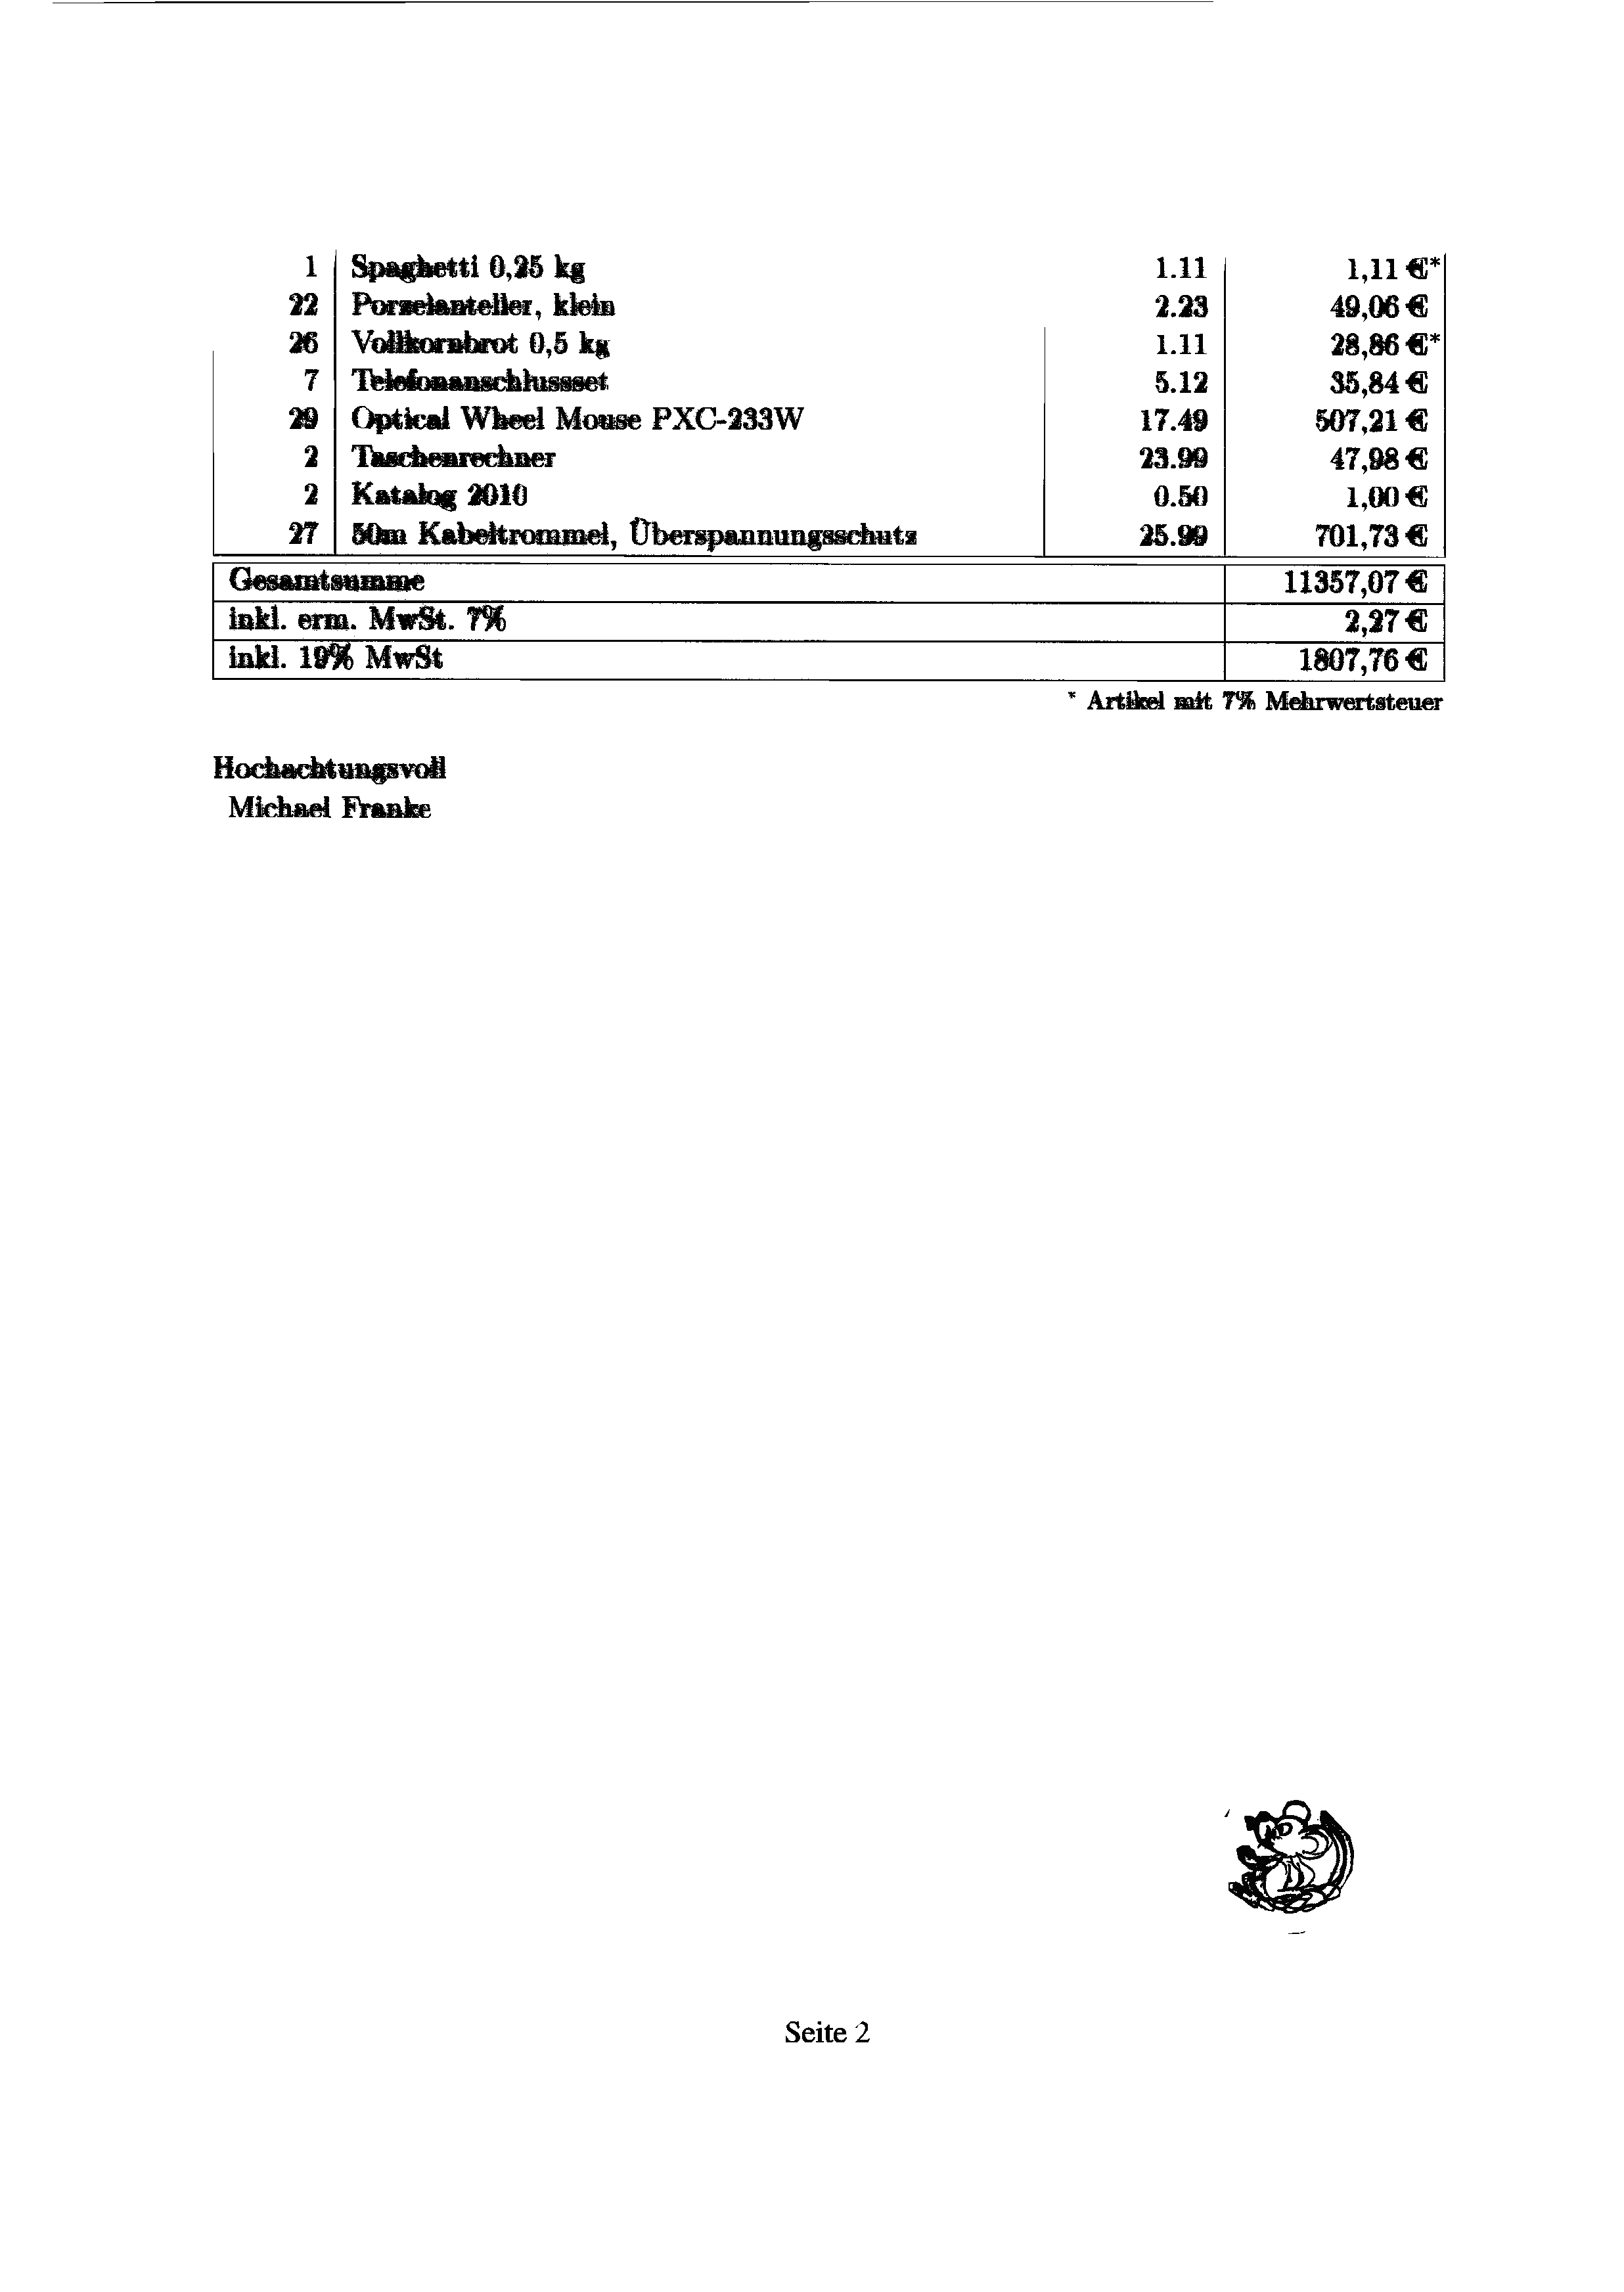 1 Spaghetti 0,25 kg 1.11 1,11 €*
22 Porzelanteller, klein 2.23 49,06 €
26 Vollkornbrot 0,5 kg 1.11 28,86 €*
7 Telefonanschlussset 5.12 35,84 €
29 Optical Wheel Mouse PXC-233W 17.49 507,21 €
2 Taschenrechner 23.99 47,98 €
2 Katalog 2010 0.50 1,00 €
27 50m Kabeltrommel, Überspannungsschutz 25.99 701,73 €
Gesamtsumme 11357,07 €
inkl. erm. MwSt. 7% 2,27 €
inkl. 19% MwSt 1807,76 €
* Artikel mit 7% Mehrwertsteuer
Hochachtungsvoll
Michael Franke
Seite 2